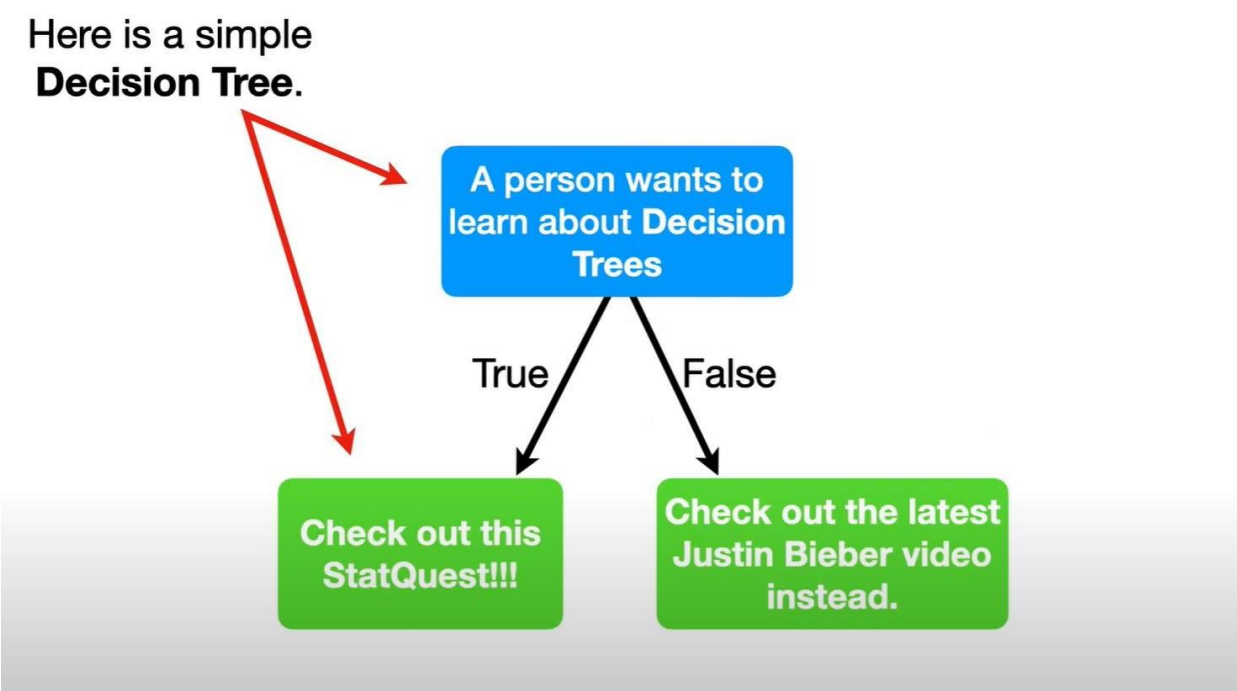 Here is a simple
Decision Tree.
A person wants to
learn about Decision
Trees
True
False
Check out this
StatQuest!!!
Check out the latest
Justin Bieber video
instead.